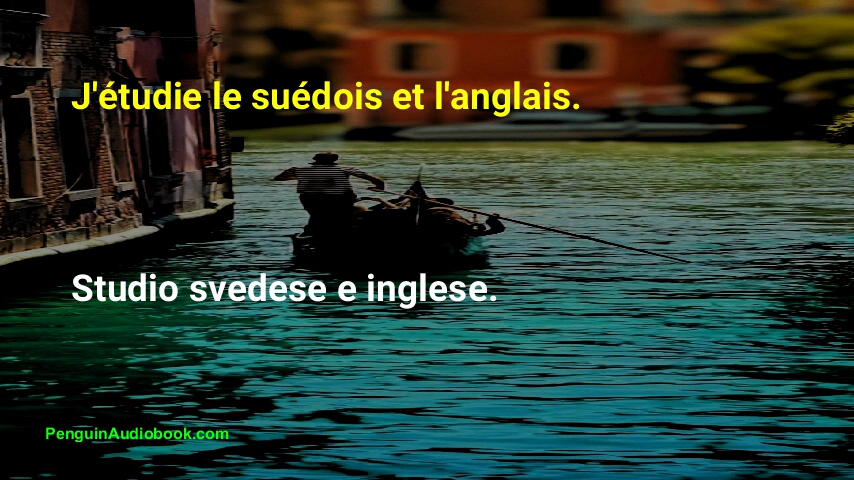 J'étudie le suédois et l'anglais.
Studio svedese e inglese.
PenguinAudiobook.com